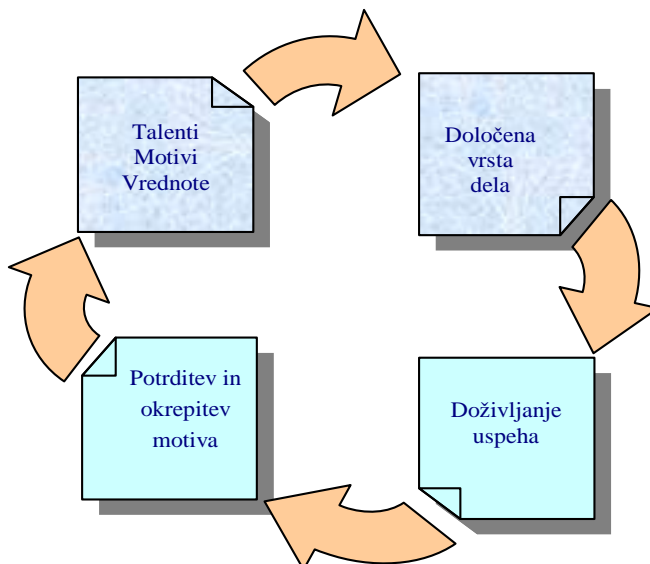 Talenti
Motivi
Vrednote
Določena
vrsta
dela
Potrditev in
okrepitev
motiva
Doživljanje
uspeha